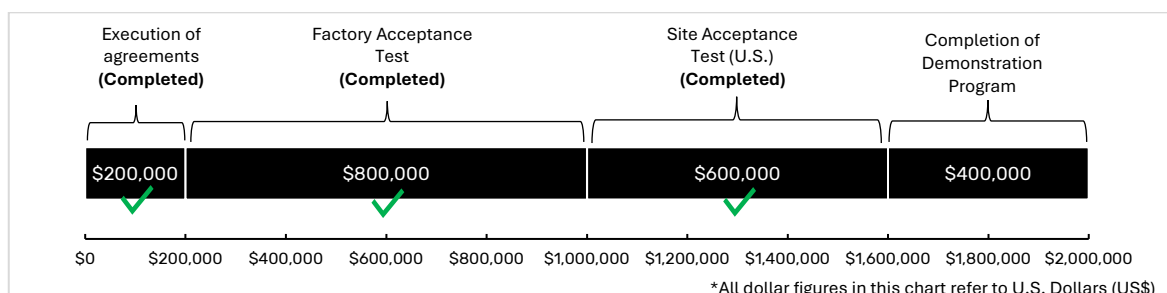 Execution of
agreements
(Completed)
Factory Acceptance
Test
(Completed)
Site Acceptance
Test (U.S.)
(Completed)
Completion of
Demonstration
Program
$200,000
$800,000
$600,000
$400,000
$0 $200,000 $400,000 $600,000 $800,000 $1,000,000 $1,200,000 $1,400,000 $1,600,000 $1,800,000 $2,000,000
*All dollar figures in this chart refer to U.S. Dollars (US$)